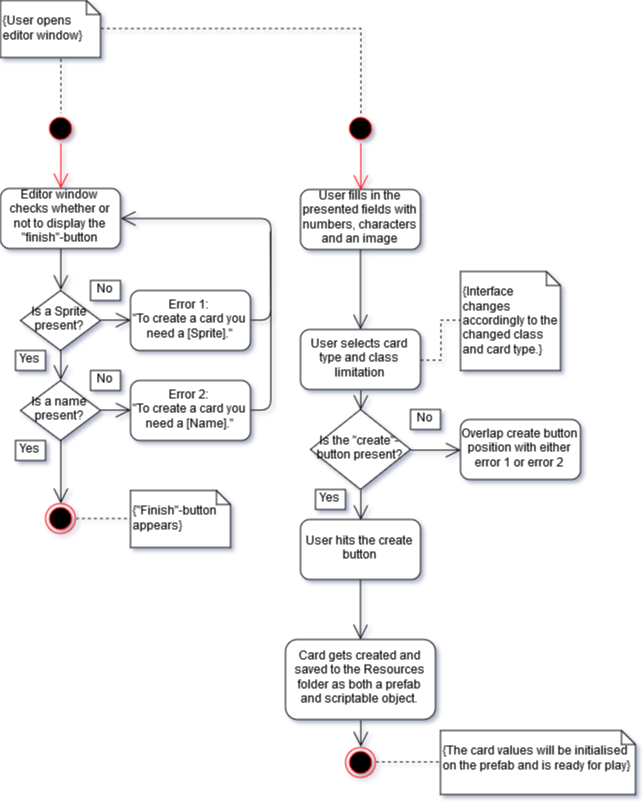 {User opens
editor window}
Editor window
checks whether or
not to display the
"finish"-button
No
Is a Sprite
present?
Error 1:
"To create a card you
need a [Sprite]."
Yes
No
Is a name
present?
Error 2:
"To create a card you
need a [Name]."
Yes
{"Finish"-button
appears}
User fills in the
presented fields with
numbers, characters
and an image
{Interface
changes
accordingly to the
changed class
and card type.}
User selects card
type and class
limitation
No
Is the "create"-
button present?
Overlap create button
position with either
error 1 or error 2
Yes
User hits the create
button
Card gets created and
saved to the Resources
folder as both a prefab
and scriptable object.
{The card values will be initialised
on the prefab and is ready for play}